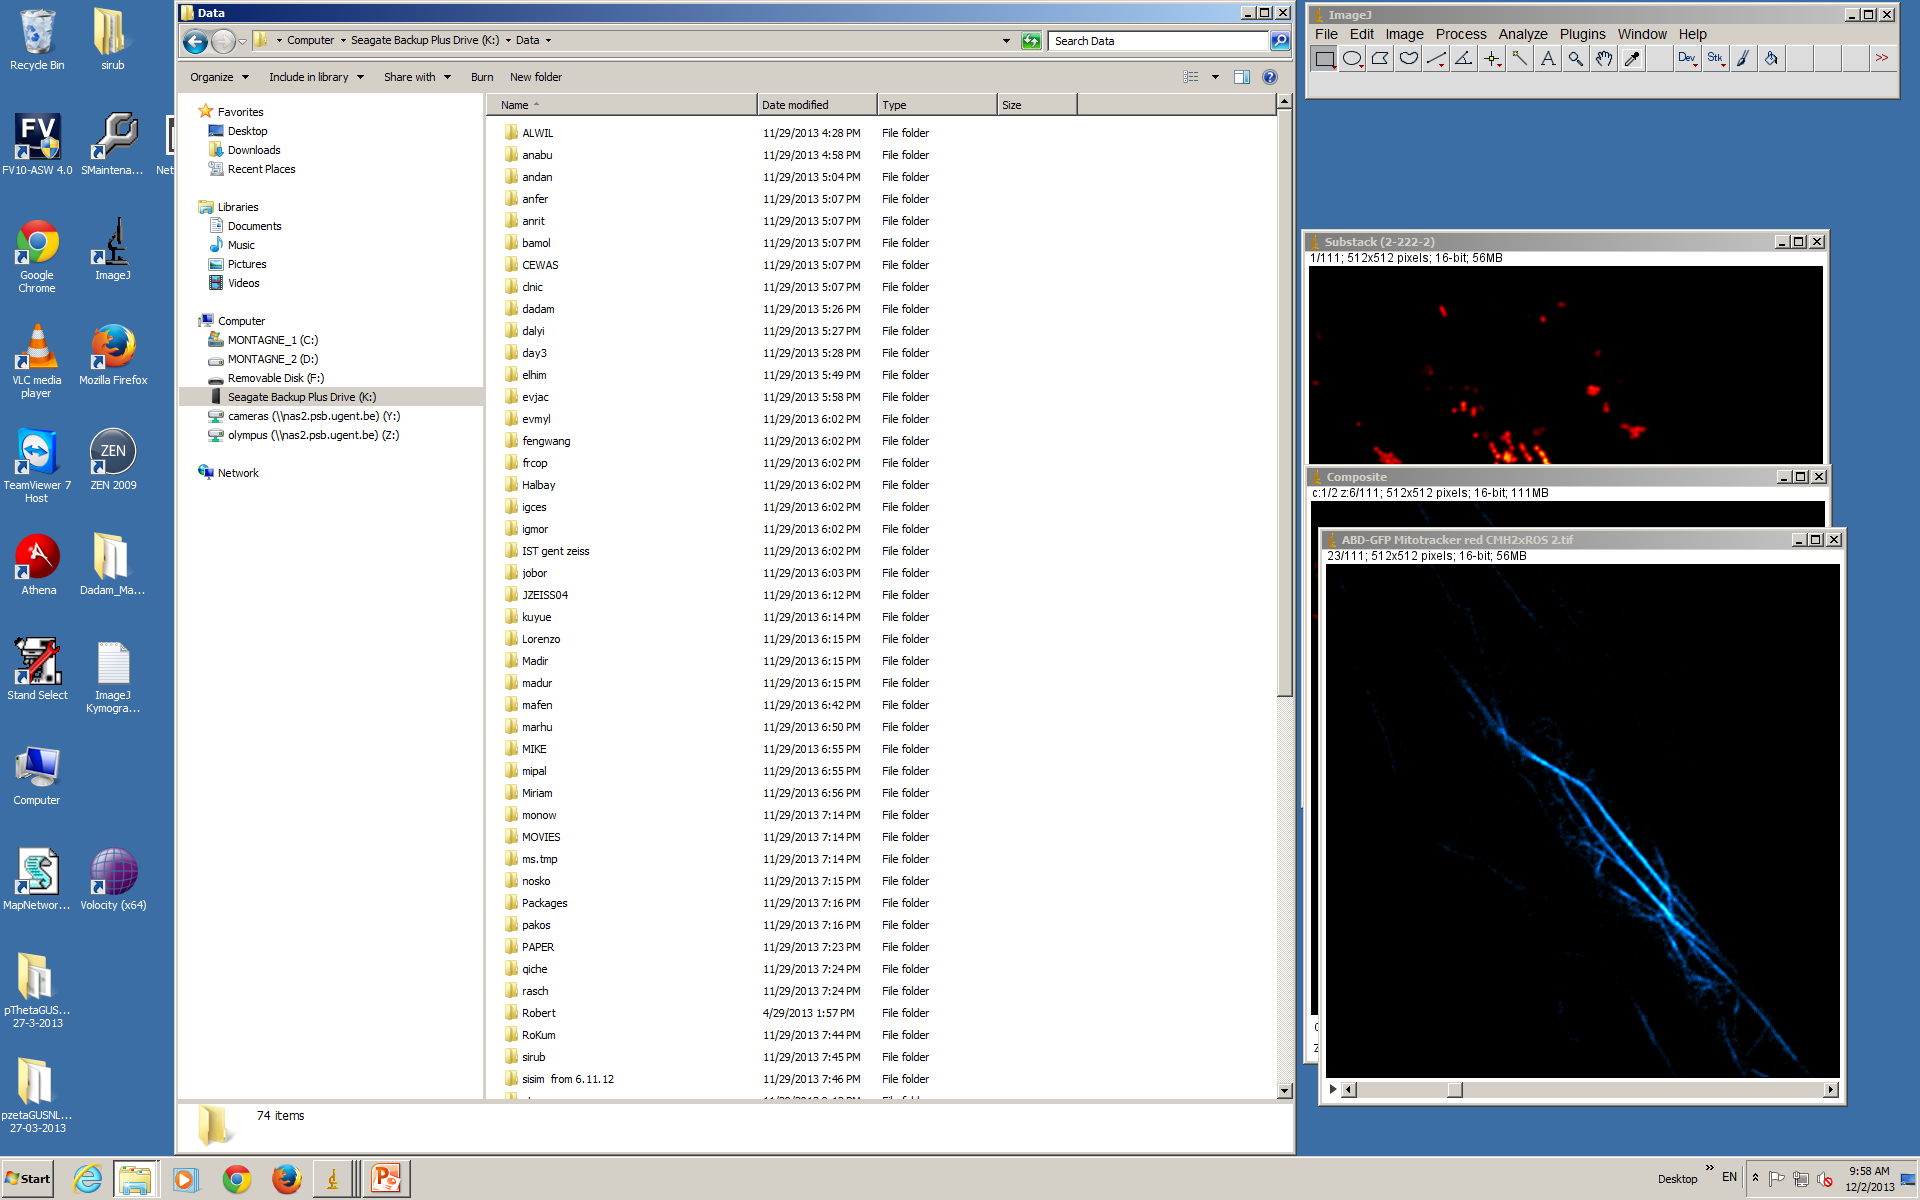 Recycle Bin
sirub
FV10-ASW 4.0
SMaintena...
Net
Google Chrome
ImageJ
VLC media player
Mozilla Firefox
TeamViewer 7 Host
ZEN
ZEN 2009
Athena
Dadam_Ma...
Stand Select
ImageJ Kymogra...
Computer
MapNetwor...
Volocity (x64)
pThetaGUS... 27-3-2013
pzetaGUSNL... 27-03-2013
Data
Computer Seagate Backup Plus Drive (K:) Data
Search Data
Organize Include in library Share with Burn New folder
Favorites
Desktop
Downloads
Recent Places
Libraries
Documents
Music
Pictures
Videos
Computer
MONTAGNE_1 (C:)
MONTAGNE_2 (D:)
Removable Disk (F:)
Seagate Backup Plus Drive (K:)
cameras (\\nas2.psb.ugent.be) (Y:)
olympus (\\nas2.psb.ugent.be) (Z:)
Network
Name Date modified Type Size
ALWIL 11/29/2013 4:28 PM File folder
anabu 11/29/2013 4:58 PM File folder
andan 11/29/2013 5:04 PM File folder
anfer 11/29/2013 5:07 PM File folder
anrit 11/29/2013 5:07 PM File folder
bamol 11/29/2013 5:07 PM File folder
CEWAS 11/29/2013 5:07 PM File folder
clnic 11/29/2013 5:07 PM File folder
dadam 11/29/2013 5:26 PM File folder
dalyi 11/29/2013 5:27 PM File folder
day3 11/29/2013 5:28 PM File folder
elhim 11/29/2013 5:49 PM File folder
evjac 11/29/2013 5:58 PM File folder
evmyl 11/29/2013 6:02 PM File folder
fengwang 11/29/2013 6:02 PM File folder
frcop 11/29/2013 6:02 PM File folder
Halbay 11/29/2013 6:02 PM File folder
igces 11/29/2013 6:02 PM File folder
igmor 11/29/2013 6:02 PM File folder
IST gent zeiss 11/29/2013 6:02 PM File folder
jobor 11/29/2013 6:03 PM File folder
JZEISS04 11/29/2013 6:12 PM File folder
kuyue 11/29/2013 6:14 PM File folder
Lorenzo 11/29/2013 6:15 PM File folder
Madir 11/29/2013 6:15 PM File folder
madur 11/29/2013 6:15 PM File folder
mafen 11/29/2013 6:42 PM File folder
marhu 11/29/2013 6:50 PM File folder
MIKE 11/29/2013 6:55 PM File folder
mipal 11/29/2013 6:55 PM File folder
Miriam 11/29/2013 6:56 PM File folder
monow 11/29/2013 7:14 PM File folder
MOVIES 11/29/2013 7:14 PM File folder
ms.tmp 11/29/2013 7:14 PM File folder
nosko 11/29/2013 7:15 PM File folder
Packages 11/29/2013 7:16 PM File folder
pakos 11/29/2013 7:16 PM File folder
PAPER 11/29/2013 7:23 PM File folder
qiche 11/29/2013 7:24 PM File folder
rasch 11/29/2013 7:24 PM File folder
Robert 4/29/2013 1:57 PM File folder
RoKum 11/29/2013 7:44 PM File folder
sirub 11/29/2013 7:45 PM File folder
sisim from 6.11.12 11/29/2013 7:46 PM File folder
74 items
ImageJ
File Edit Image Process Analyze Plugins Window Help
A Dev Stk >>
Substack (2-222-2)
1/111; 512x512 pixels; 16-bit; 56MB
Composite
c:1/2 z:6/111; 512x512 pixels; 16-bit; 111MB
ABD-GFP Mitotracker red CMH2xROS 2.tif
23/111; 512x512 pixels; 16-bit; 56MB
Start
Desktop
EN
9:58 AM
12/2/2013